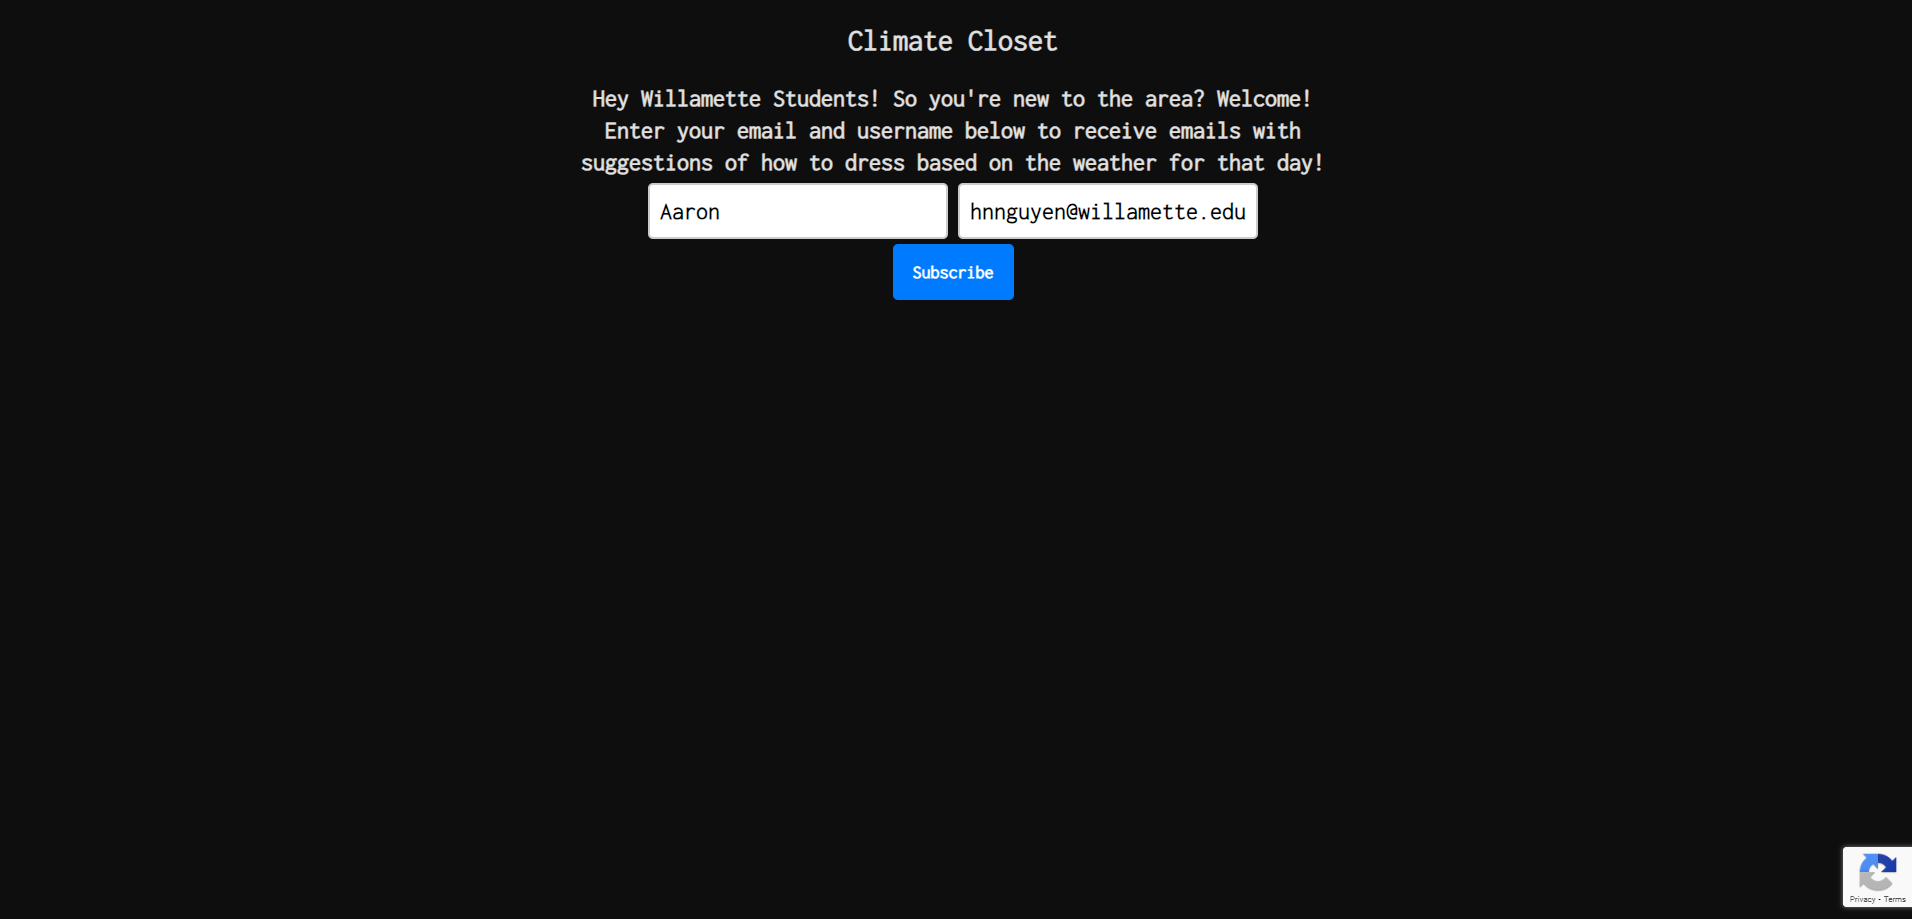 Climate Closet
Hey Willamette Students! So you're new to the area? Welcome!
Enter your email and username below to receive emails with
suggestions of how to dress based on the weather for that day!
Aaron hnnguyen@willamette.edu
Subscribe
Privacy - Terms